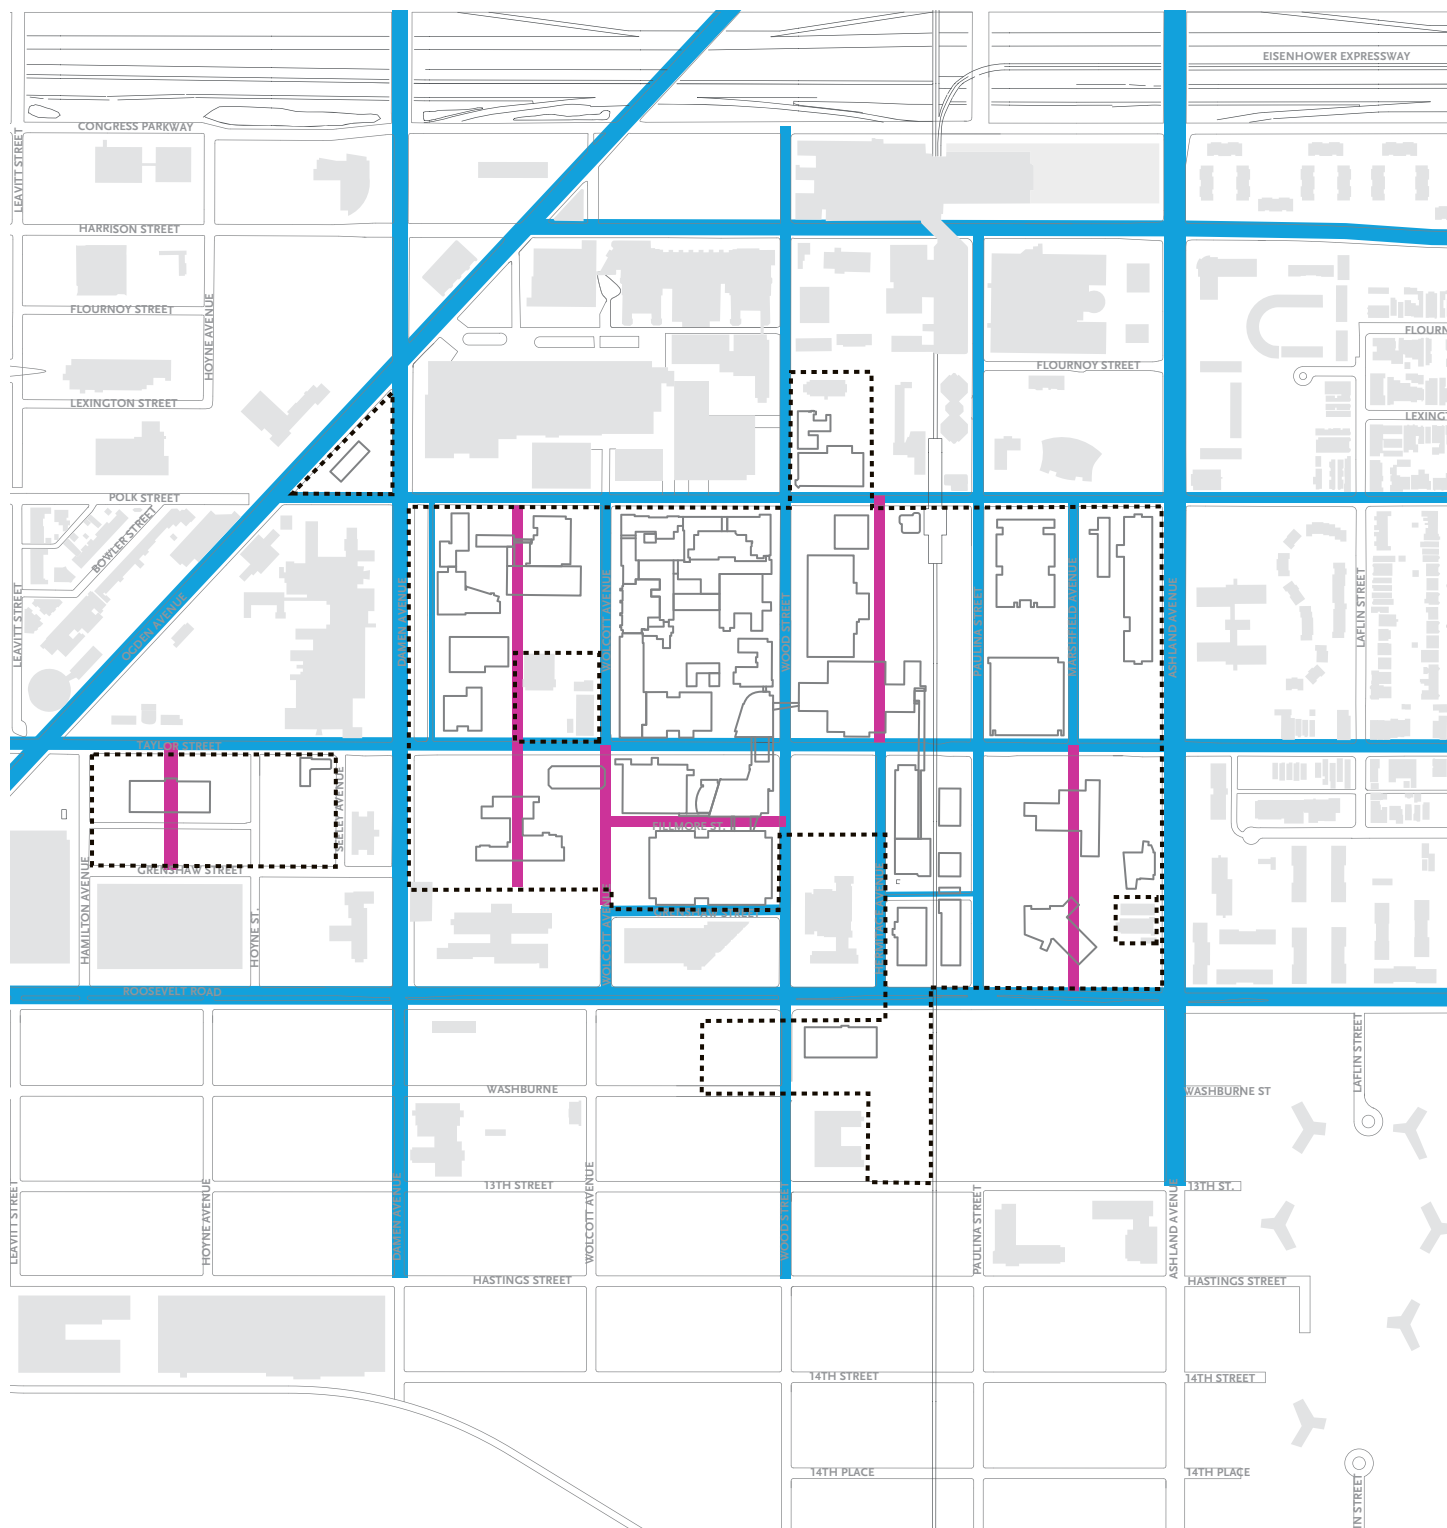 EISENHOWER EXPRESSWAY
CONGRESS PARKWAY
LEAVITT STREET
HARRISON STREET
FLOURNOY STREET
HOYNE AVENUE
FLOURN
FLOURNOY STREET
LEXINGTON STREET
LEXING
POLK STREET
BOWLER STREET
LEAVITT STREET
OGDEN AVENUE
DAMEN AVENUE
WOLCOTT AVENUE
WOOD STREET
PAULINA STREET
MARSHFIELD AVENUE
ASHLAND AVENUE
LAFLIN STREET
TAYLOR STREET
SEELEY AVENUE
FILLMORE ST.
GRENSHAW STREET
HAMILTON AVENUE
HOYNE ST.
WOLCOTT AVENUE
HERMITAGE AVENUE
ROOSEVELT ROAD
WASHBURNE
WASHBURNE ST
LAFLIN STREET
13TH STREET
13TH ST.
LEAVITT STREET
HOYNE AVENUE
DAMEN AVENUE
WOLCOTT AVENUE
WOOD STREET
PAULINA STREET
ASHLAND AVENUE
HASTINGS STREET
HASTINGS STREET
14TH STREET
14TH STREET
14TH PLACE
14TH PLACE
IN STREET